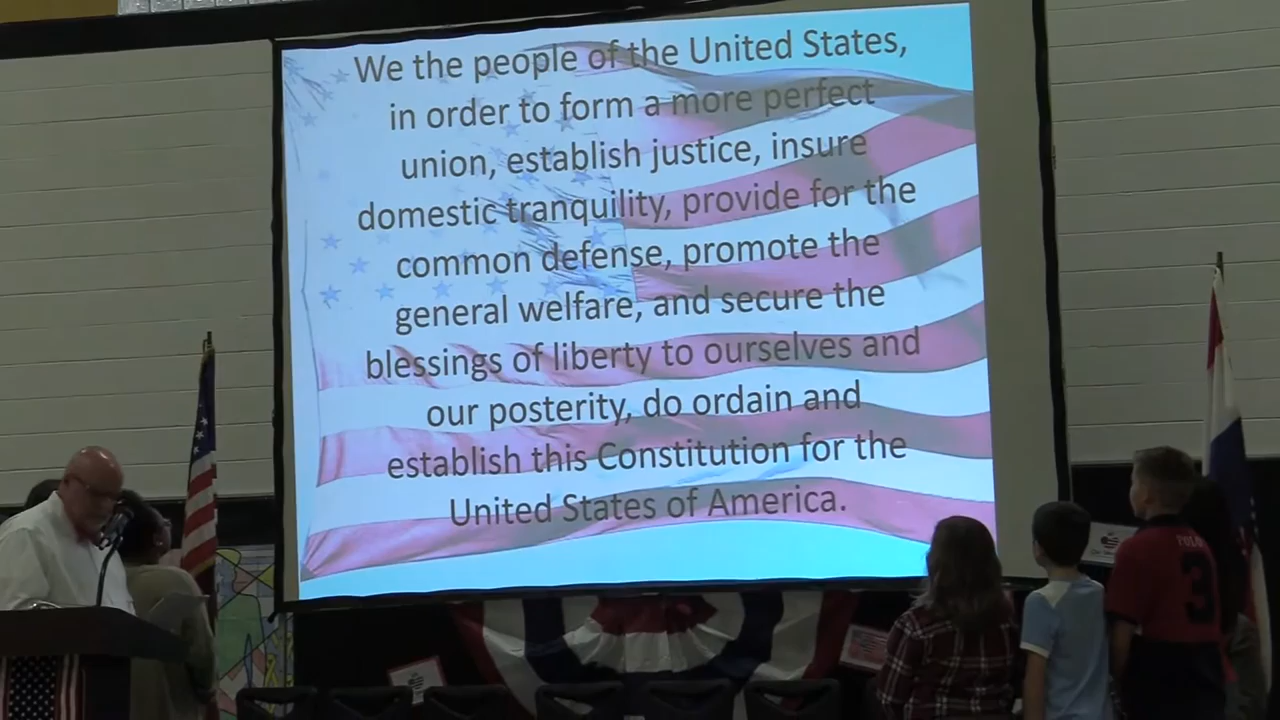 We the people of the United States,
in order to form a more perfect
union, establish justice, insure
domestic tranquility, provide for the
common defense, promote the
general welfare, and secure the
blessings of liberty to ourselves and
our posterity, do ordain and
establish this Constitution for the
United States of America.
POLO
3